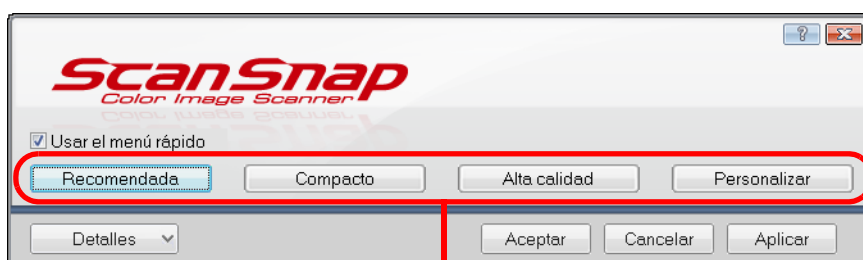 ScanSnap
Color Image Scanner
Usar el menú rápido
Recomendada Compacto Alta calidad Personalizar
Detalles Aceptar Cancelar Aplicar